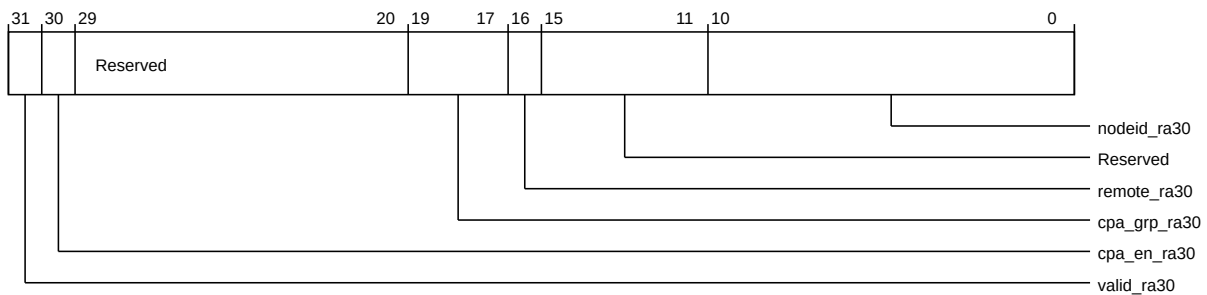 31 30 29 20 19 17 16 15 11 10 0
Reserved
nodeid_ra30
Reserved
remote_ra30
cpa_grp_ra30
cpa_en_ra30
valid_ra30